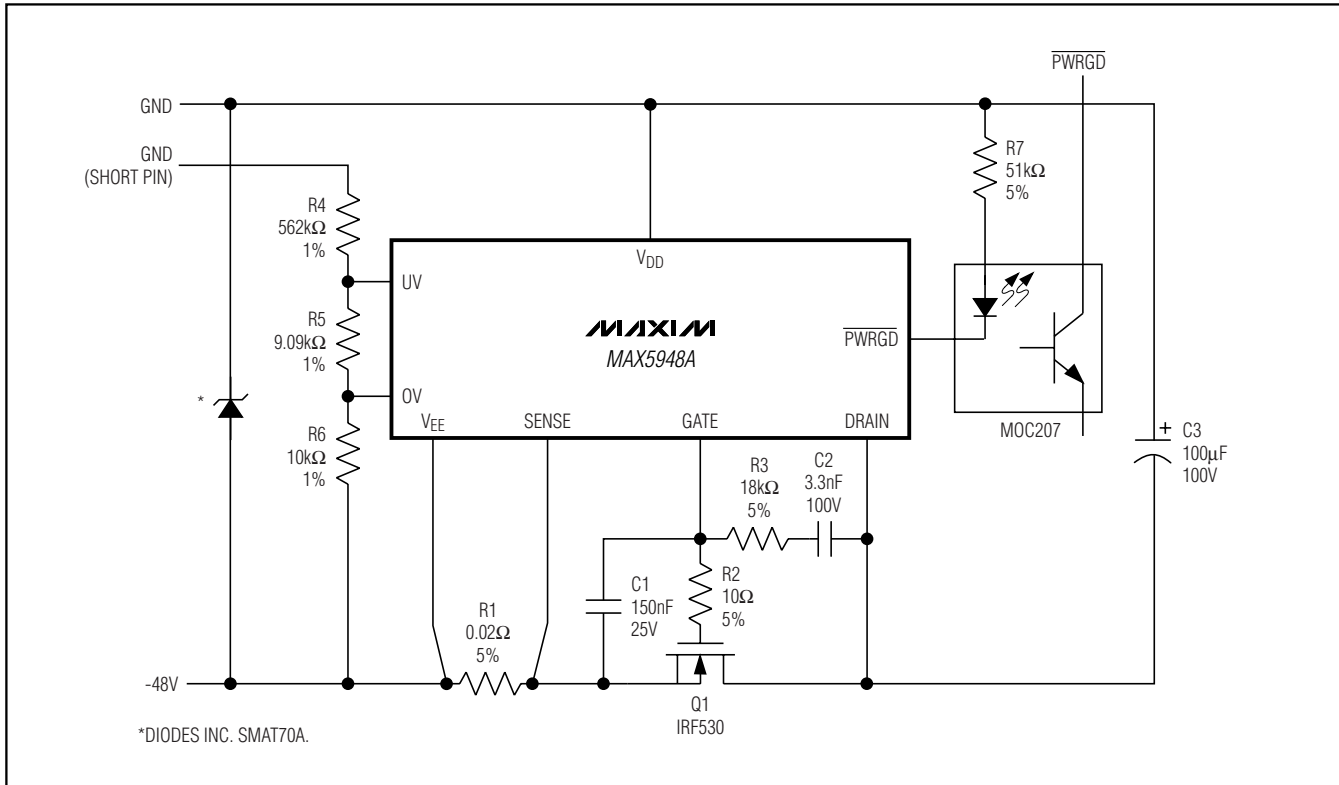 PWRGD
GND
GND
(SHORT PIN)
R4
562kΩ
1%
R5
9.09kΩ
1%
R6
10kΩ
1%
*
VDD
UV
OV
VEE
SENSE
GATE
DRAIN
PWRGD
MAXIM
MAX5948A
R7
51kΩ
5%
MOC207
+
C3
100μF
100V
R3
18kΩ
5%
C2
3.3nF
100V
C1
150nF
25V
R2
10Ω
5%
R1
0.02Ω
5%
-48V
Q1
IRF530
*DIODES INC. SMAT70A.